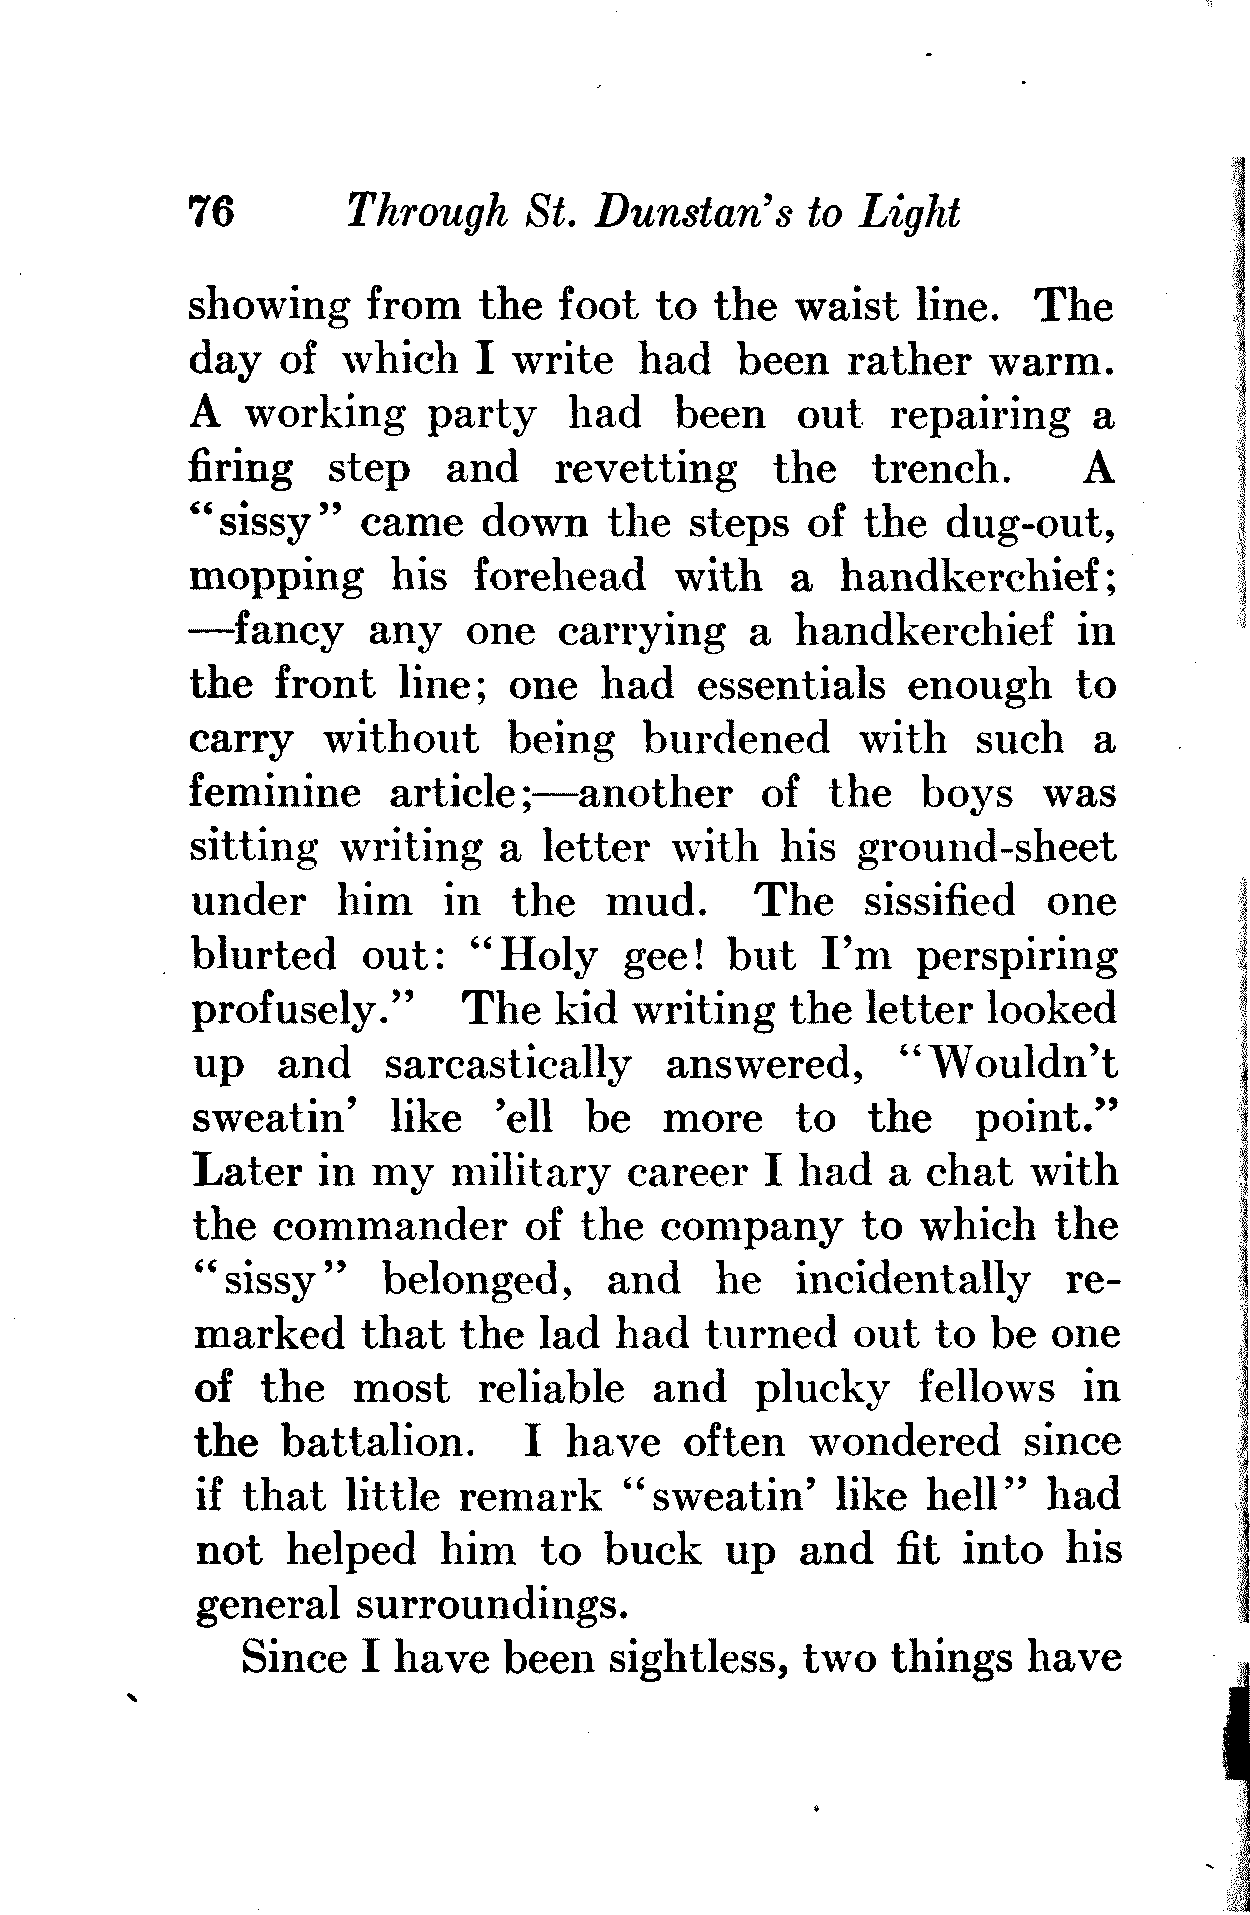 76 Through St. Dunstan's to Light
showing from the foot to the waist line. The
day of which I write had been rather warm.
A working party had been out repairing a
firing step and revetting the trench. A
"sissy" came down the steps of the dug-out,
mopping his forehead with a handkerchief;
—fancy any one carrying a handkerchief in
the front line; one had essentials enough to
carry without being burdened with such a
feminine article;—another of the boys was
sitting writing a letter with his ground-sheet
under him in the mud. The sissified one
blurted out: "Holy gee! but I'm perspiring
profusely." The kid writing the letter looked
up and sarcastically answered, "Wouldn't
sweatin' like 'ell be more to the point."
Later in my military career I had a chat with
the commander of the company to which the
"sissy" belonged, and he incidentally re-
marked that the lad had turned out to be one
of the most reliable and plucky fellows in
the battalion. I have often wondered since
if that little remark "sweatin' like hell" had
not helped him to buck up and fit into his
general surroundings.
Since I have been sightless, two things have